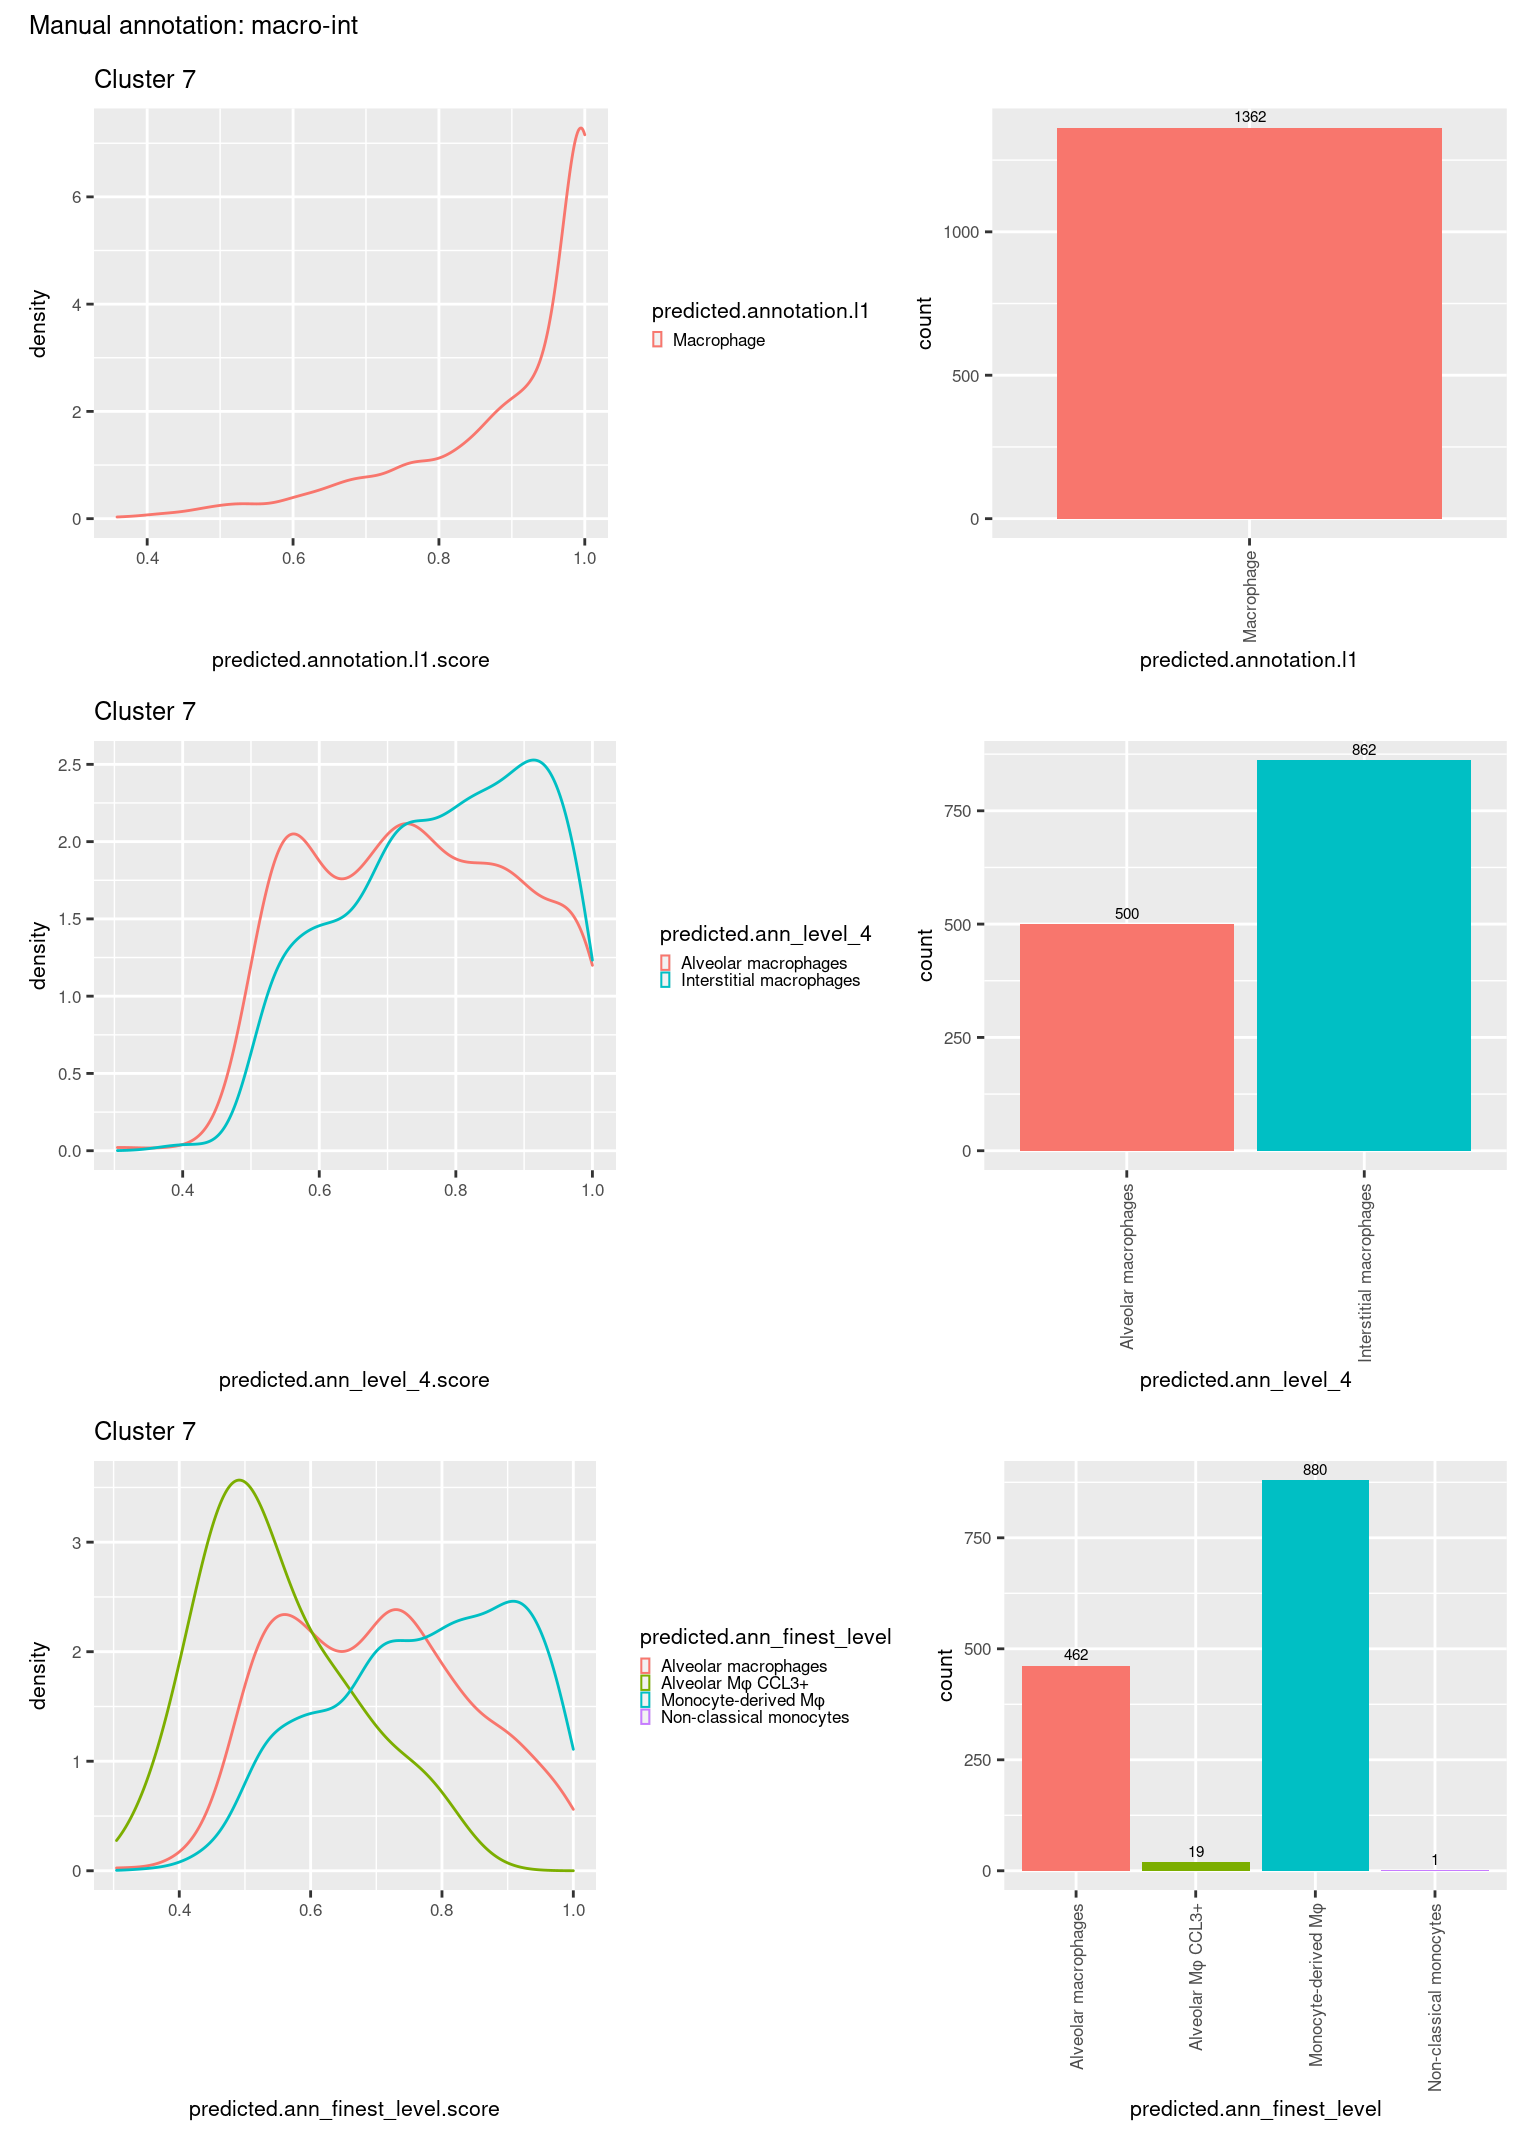 Manual annotation: macro-int
Cluster 7
density
6
4
2
0
0.4 0.6 0.8 1.0
predicted.annotation.l1.score
predicted.annotation.l1
Macrophage
count
1362
1000
500
0
Macrophage
predicted.annotation.l1
Cluster 7
density
2.5
2.0
1.5
1.0
0.5
0.0
0.4 0.6 0.8 1.0
predicted.ann_level_4.score
predicted.ann_level_4
Alveolar macrophages
Interstitial macrophages
count
862
500
750
500
250
0
Alveolar macrophages
Interstitial macrophages
predicted.ann_level_4
Cluster 7
density
3
2
1
0
0.4 0.6 0.8 1.0
predicted.ann_finest_level.score
predicted.ann_finest_level
Alveolar macrophages
Alveolar Mφ CCL3+
Monocyte-derived Mφ
Non-classical monocytes
count
880
462
19
1
750
500
250
0
Alveolar macrophages
Alveolar Mφ CCL3+
Monocyte-derived Mφ
Non-classical monocytes
predicted.ann_finest_level